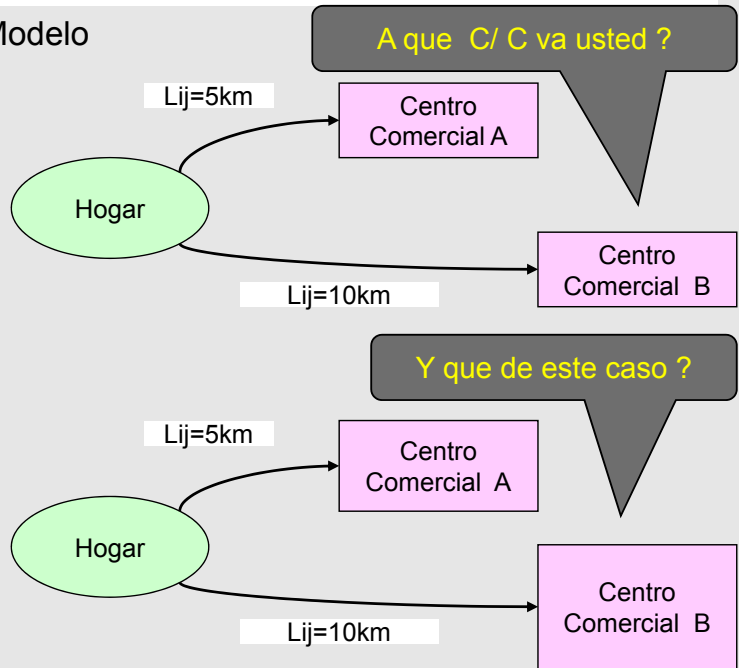 Modelo
A que C/ C va usted ?
Lij=5km
Centro
Comercial A
Hogar
Centro
Comercial B
Lij=10km
Y que de este caso ?
Lij=5km
Centro
Comercial A
Hogar
Centro
Comercial B
Lij=10km